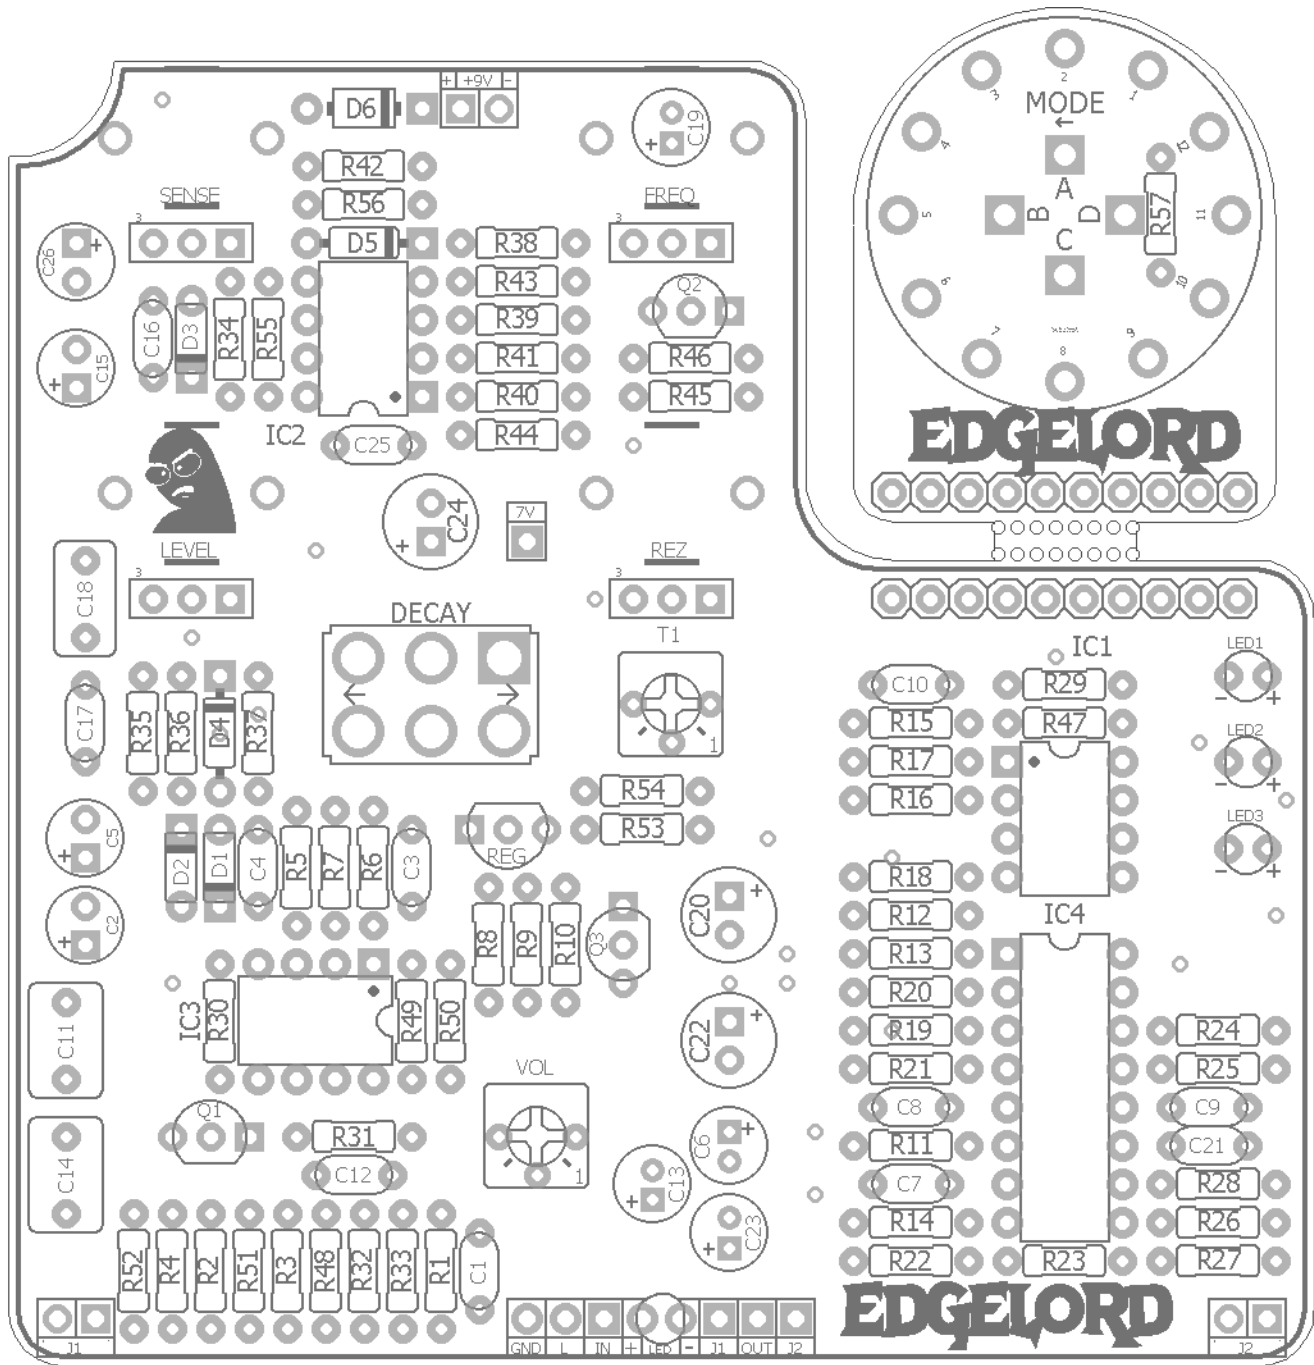 + +9V -
D6
C19
+
2
3
1
MODE
←
4
12
R42
SENSE
R56
FREQ
A
3
3
5
B
D
R57
11
C26
+
D5
R38
C
R43
Q2
6
10
C16
D3
R34
R55
R39
7
9
C15
+
R41
R46
8
R40
R45
IC2
C25
R44
EDGELORD
C24
+
7V
LEVEL
REZ
C18
3
3
DECAY
T1
IC1
LED1
C10
R29
- +
C17
R35
R36
D4
R37
← →
R15
R47
LED2
1
R17
- +
R54
R16
C5
+
D2
D1
C4
R5
R7
R6
C3
REG
R53
LED3
- +
R18
C2
+
C20
+
R12
IC4
R8
R9
R10
Q3
R13
R20
C11
IC3
R30
R49
R50
C22
+
R19
R24
VOL
R21
R25
Q1
C8
C9
R31
C6
+
R11
C21
C14
C12
1
C13
+
C7
R28
R14
R26
C23
+
R52
R4
R2
R51
R3
R48
R32
R33
R1
C1
R22
R23
R27
EDGELORD
J1
GND L IN + LED - J1 OUT J2
J2